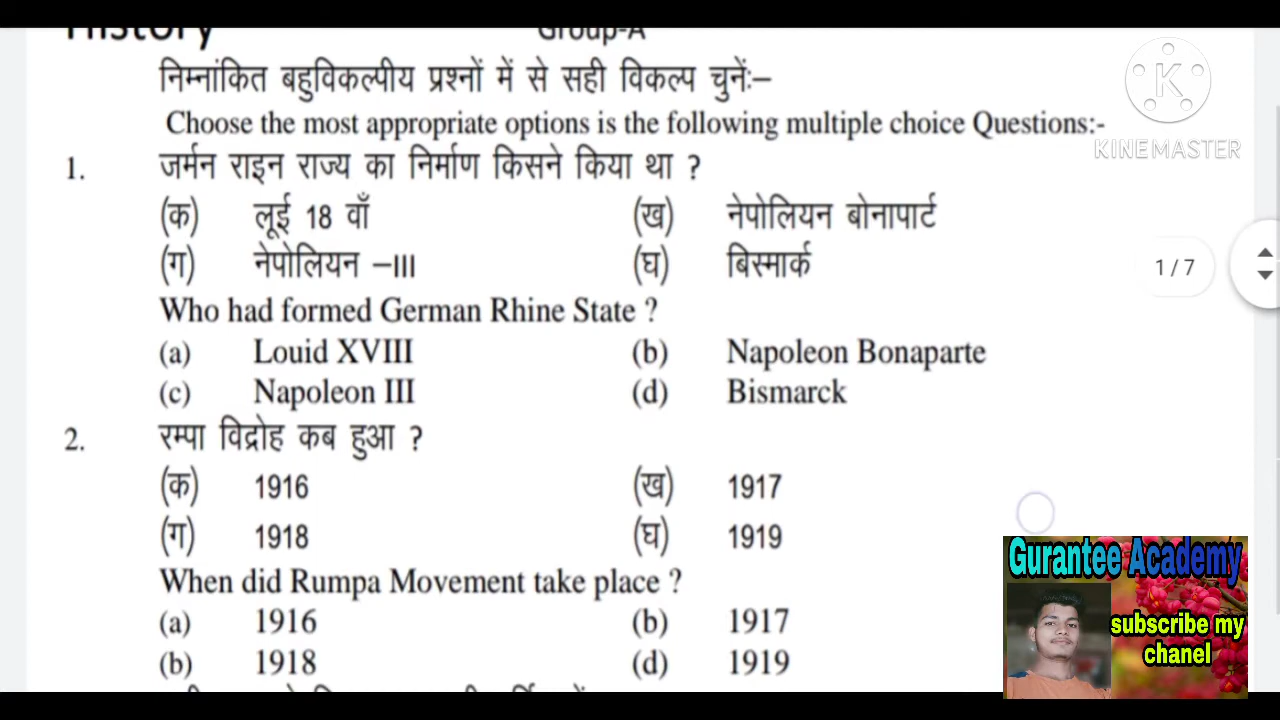 History Group-A
निम्नांकित बहुविकल्पीय प्रश्नों में से सही विकल्प चुनें:–
Choose the most appropriate options is the following multiple choice Questions:-
KINEMASTER
1. जर्मन राइन राज्य का निर्माण किसने किया था ?
(क) लूई 18 वाँ (ख) नेपोलियन बोनापार्ट
(ग) नेपोलियन –III (घ) बिस्मार्क
1 / 7
Who had formed German Rhine State ?
(a) Louid XVIII (b) Napoleon Bonaparte
(c) Napoleon III (d) Bismarck
2. रम्पा विद्रोह कब हुआ ?
(क) 1916 (ख) 1917
(ग) 1918 (घ) 1919
When did Rumpa Movement take place ?
(a) 1916 (b) 1917
(b) 1918 (d) 1919
Gurantee Academy
subscribe my
chanel